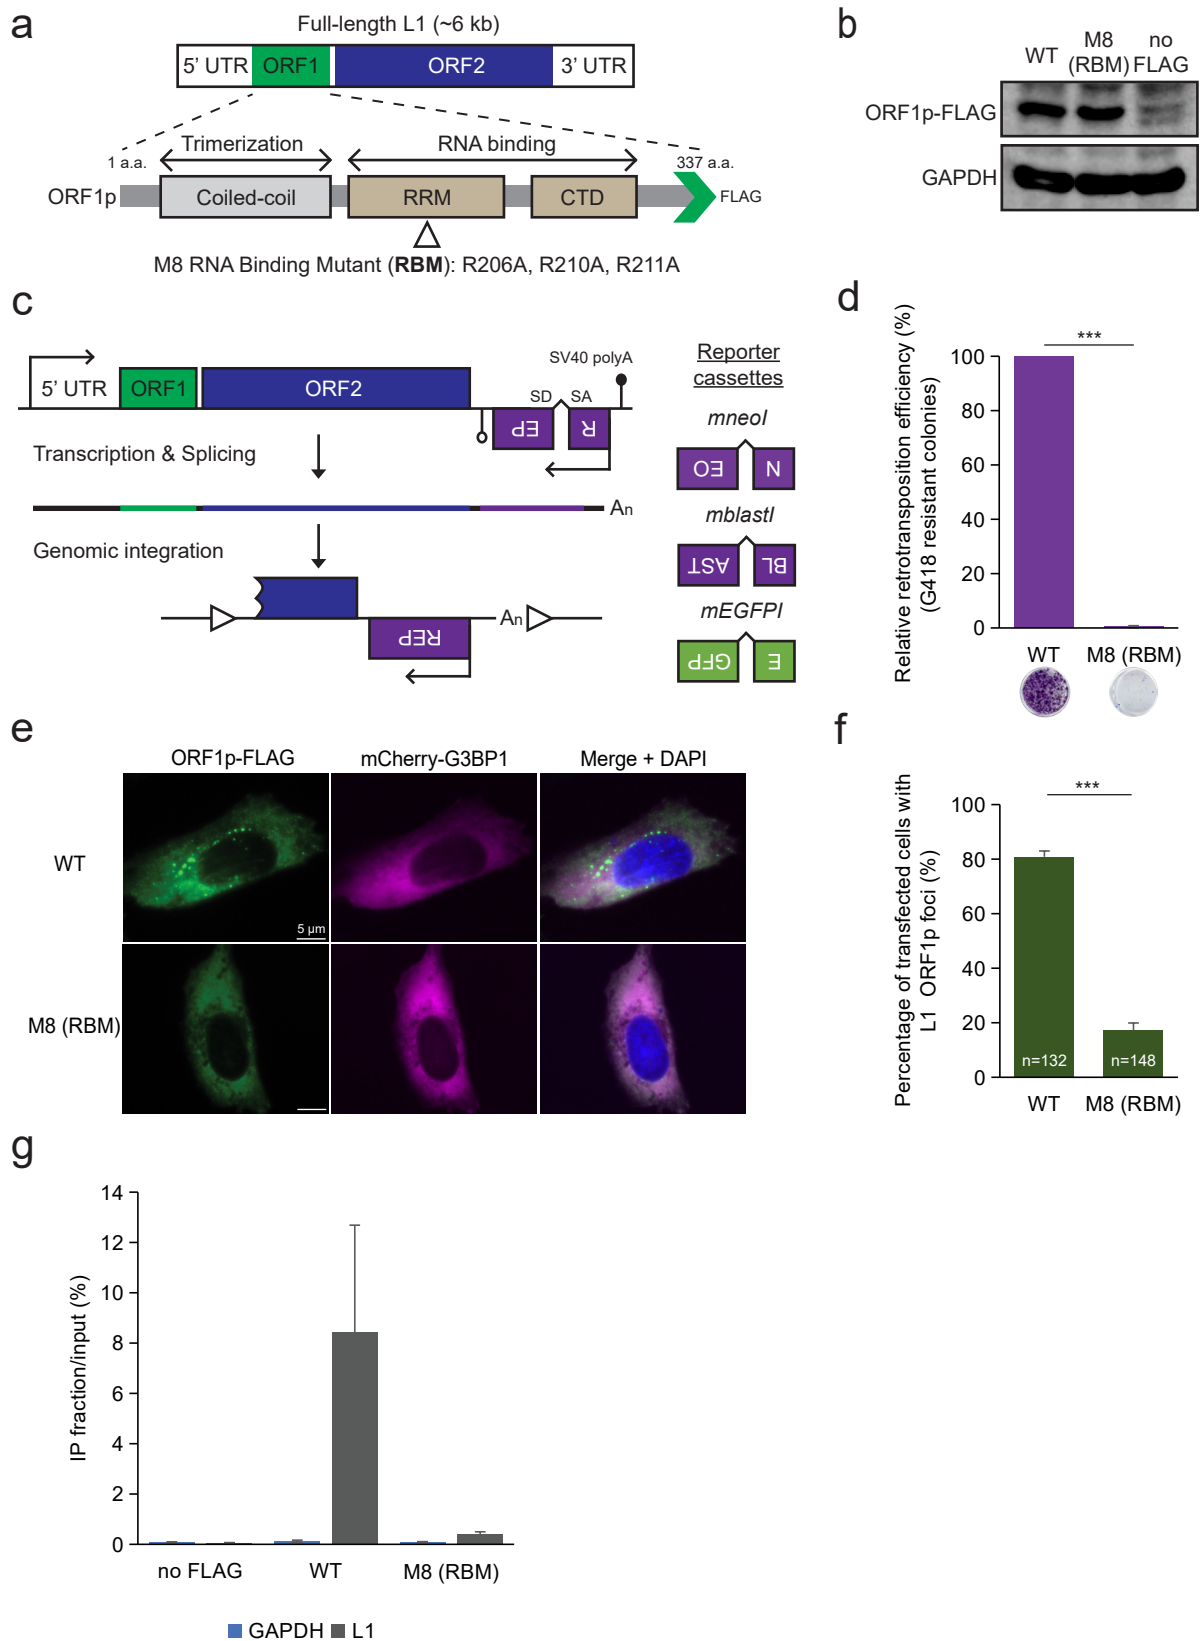 a
Full-length L1 (~6 kb)
5' UTR ORF1 ORF2 3' UTR
Trimerization RNA binding
1 a.a. 337 a.a.
ORF1p Coiled-coil RRM CTD FLAG
M8 RNA Binding Mutant (RBM): R206A, R210A, R211A
b
WT M8 (RBM) no FLAG
ORF1p-FLAG
GAPDH
c
SV40 polyA
5' UTR ORF1 ORF2 SD SA
EP R
Transcription & Splicing
An
Genomic integration
An
REP
Reporter
cassettes
mneoI
EO N
mblastI
AST BL
mEGFPI
GFP E
d
Relative retrotransposition efficiency (%)
(G418 resistant colonies)
***
100
80
60
40
20
0
WT M8 (RBM)
e
ORF1p-FLAG mCherry-G3BP1 Merge + DAPI
WT
5 µm
M8 (RBM)
f
Percentage of transfected cells with
L1 ORF1p foci (%)
***
100
80
60
40
20
0
n=132 n=148
WT M8 (RBM)
g
IP fraction/input (%)
14
12
10
8
6
4
2
0
no FLAG WT M8 (RBM)
GAPDH L1